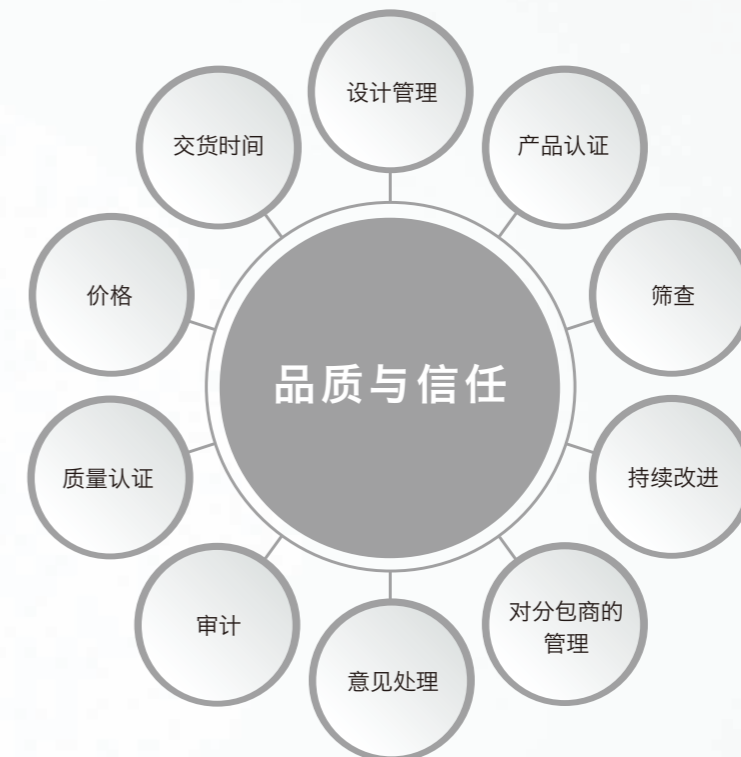 设计管理
交货时间
产品认证
价格
筛查
品质与信任
质量认证
持续改进
审计
对分包商的
管理
意见处理